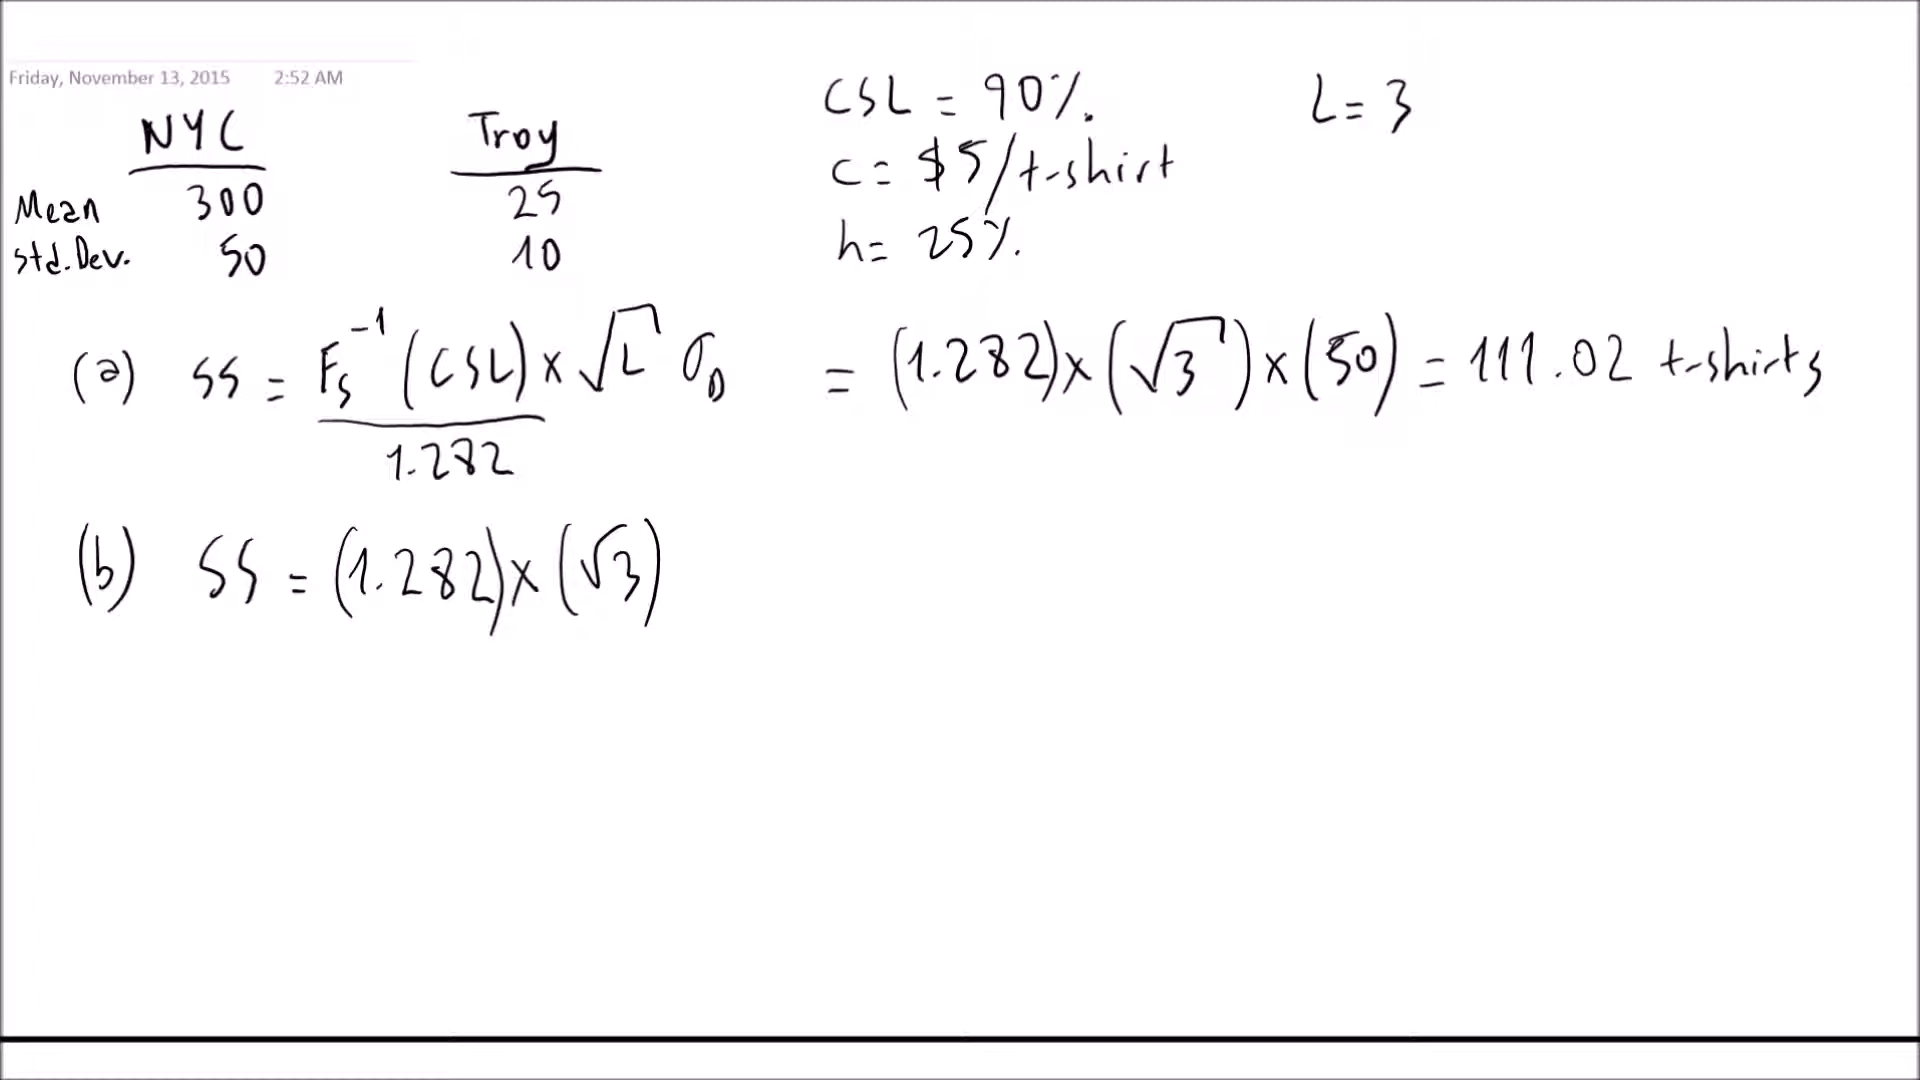 Friday, November 13, 2015 2:52 AM
NYC Troy
Mean 300 25
std.Dev. 50 10
CSL = 90%.
L = 3
c = $5/t-shirt
h = 25%.
(a) SS = Fs⁻¹ (CSL) × √L σD = (1.282) × (√3) × (50) = 111.02 t-shirts
1.282
(b) SS = (1.282) × (√3)